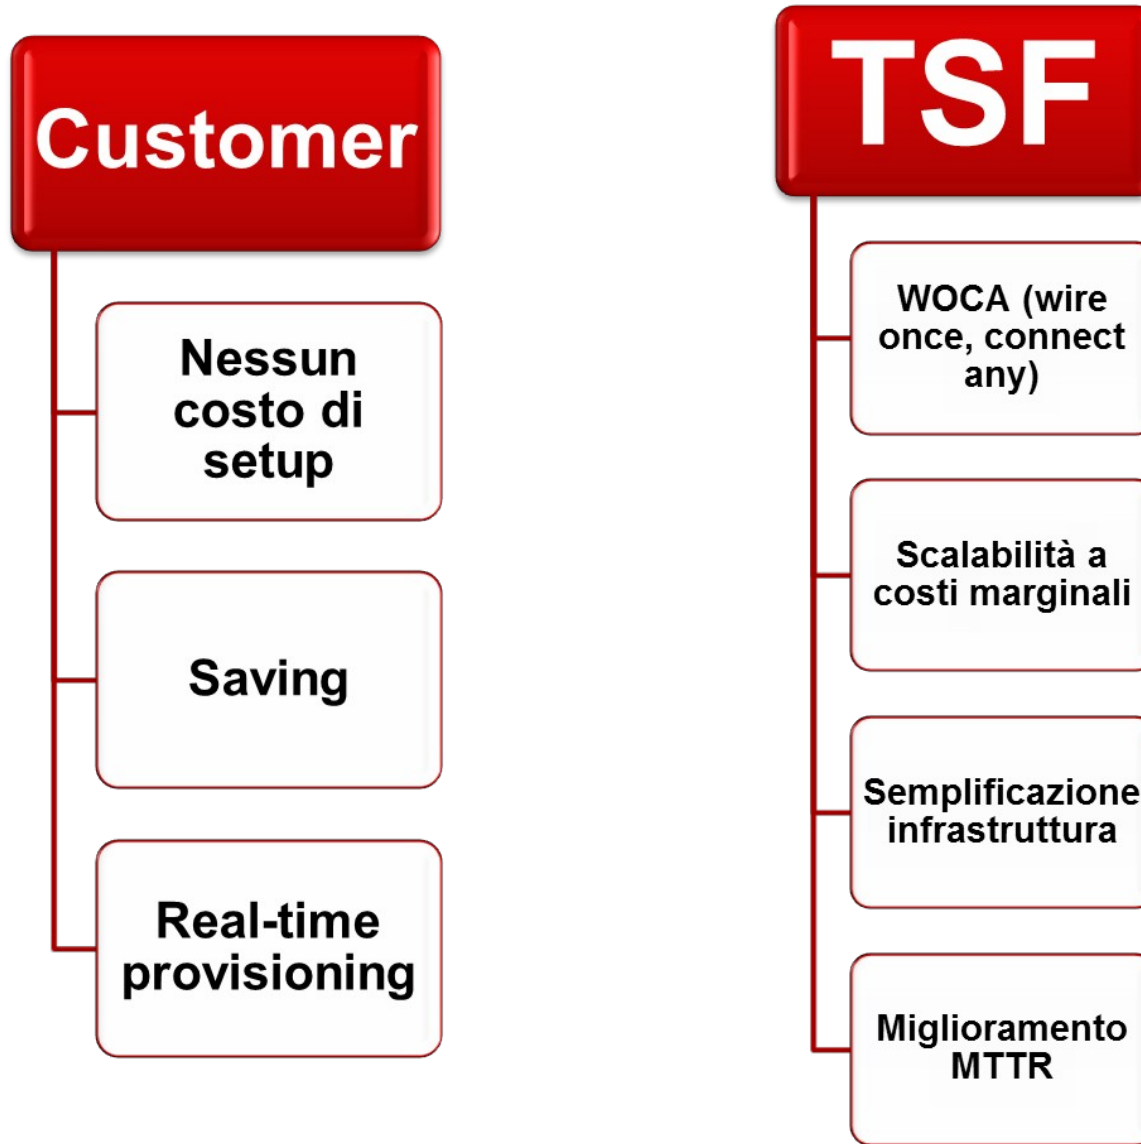 Customer
Nessun
costo di
setup
Saving
Real-time
provisioning
TSF
WOCA (wire
once, connect
any)
Scalabilità a
costi marginali
Semplificazione
infrastruttura
Miglioramento
MTTR